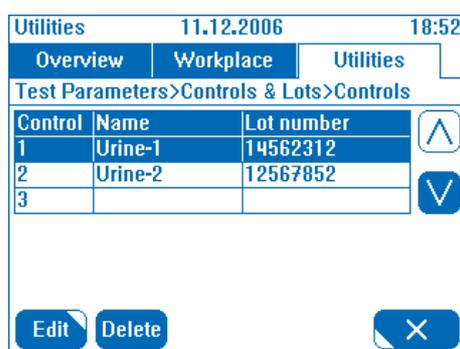 Utilities 11.12.2006 18:52
Overview Workplace Utilities
Test Parameters>Controls & Lots>Controls
Control Name Lot number
1 Urine-1 14562312
2 Urine-2 12567852
3
Edit Delete